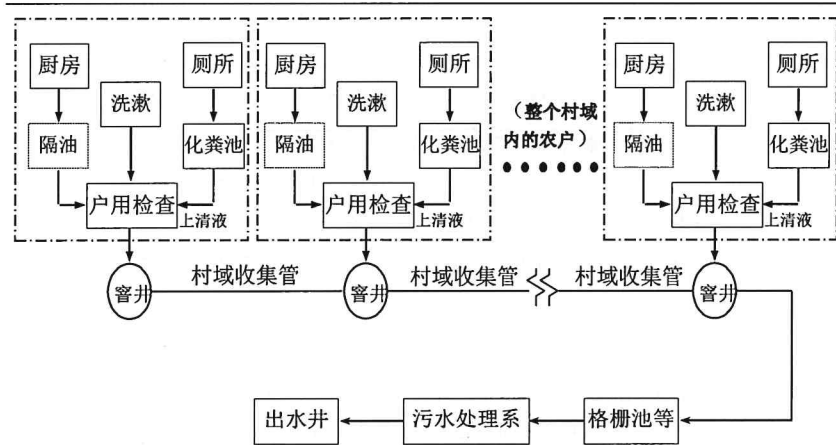 厨房
厕所
洗漱
隔油
化粪池
户用检查
上清液
厨房
厕所
洗漱
隔油
化粪池
户用检查
上清液
（整个村域
内的农户）
厨房
厕所
洗漱
隔油
化粪池
户用检查
上清液
窨井
村域收集管
窨井
村域收集管
村域收集管
窨井
出水井
污水处理系
格栅池等